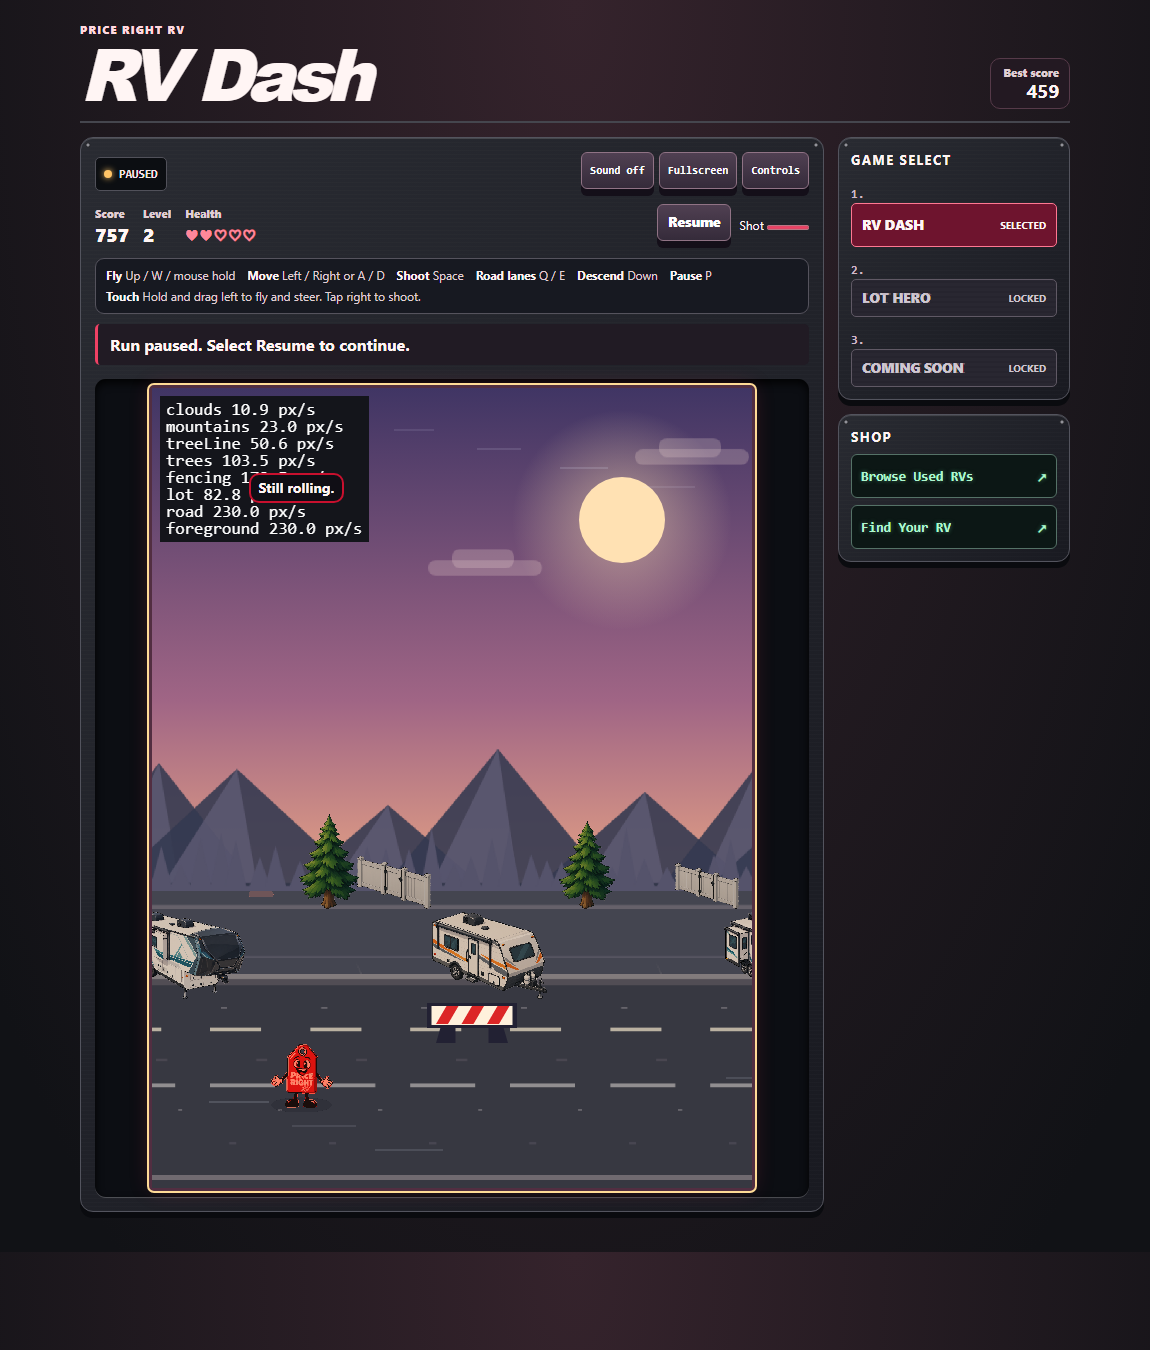 PRICE RIGHT RV
RV Dash
Best score
459
PAUSED
Sound off
Fullscreen
Controls
Score
757
Level
2
Health
Resume
Shot
Fly Up / W / mouse hold Move Left / Right or A / D Shoot Space Road lanes Q / E Descend Down Pause P
Touch Hold and drag left to fly and steer. Tap right to shoot.
Run paused. Select Resume to continue.
clouds 10.9 px/s
mountains 23.0 px/s
treeLine 50.6 px/s
trees 103.5 px/s
fencing
Still rolling.
lot 82.8
road 230.0 px/s
foreground 230.0 px/s
PRICE
RIGHT
GAME SELECT
1.
RV DASH
SELECTED
2.
LOT HERO
LOCKED
3.
COMING SOON
LOCKED
SHOP
Browse Used RVs ↗
Find Your RV ↗